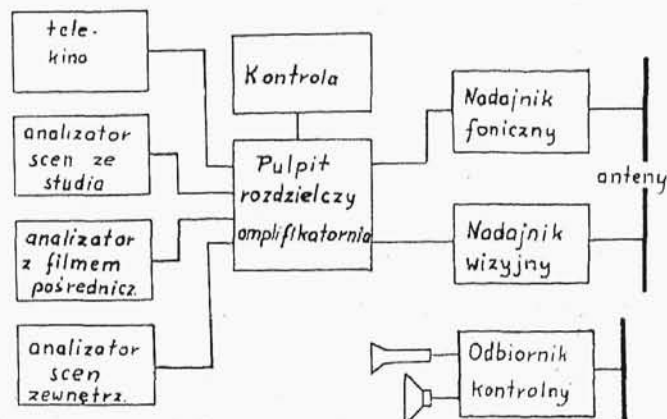 tele-
kino
analizator
scen ze
studia
analizator
z filmem
pośrednicz.
analizator
scen
zewnętrz.
Kontrola
Pulpit
rozdzielczy
amplifikatornia
Nadajnik
foniczny
Nadajnik
wizyjny
anteny
Odbiornik
kontrolny